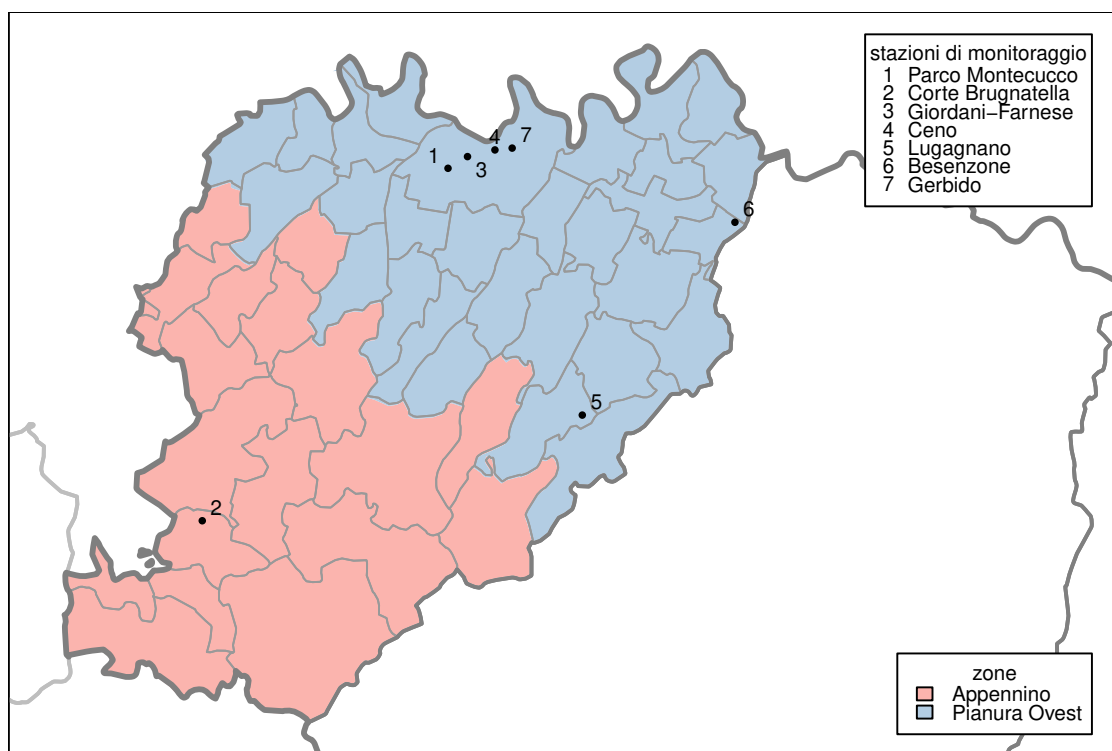 stazioni di monitoraggio
1 Parco Montecucco
2 Corte Brugnatella
3 Giordani−Farnese
4 Ceno
5 Lugagnano
6 Besenzone
7 Gerbido
4
7
1
3
6
5
2
zone
Appennino
Pianura Ovest